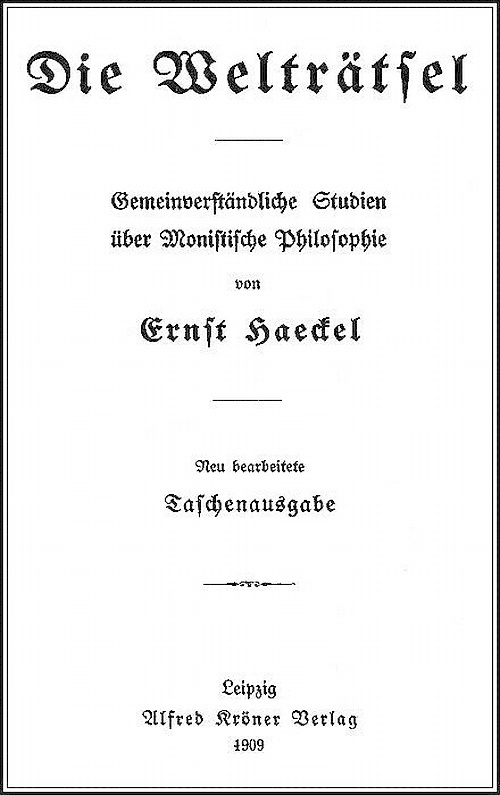 Die Welträtsel
Gemeinverständliche Studien
über Monistische Philosophie
von
Ernst Haeckel
Neu bearbeitete
Taschenausgabe
Leipzig
Alfred Kröner Verlag
1909